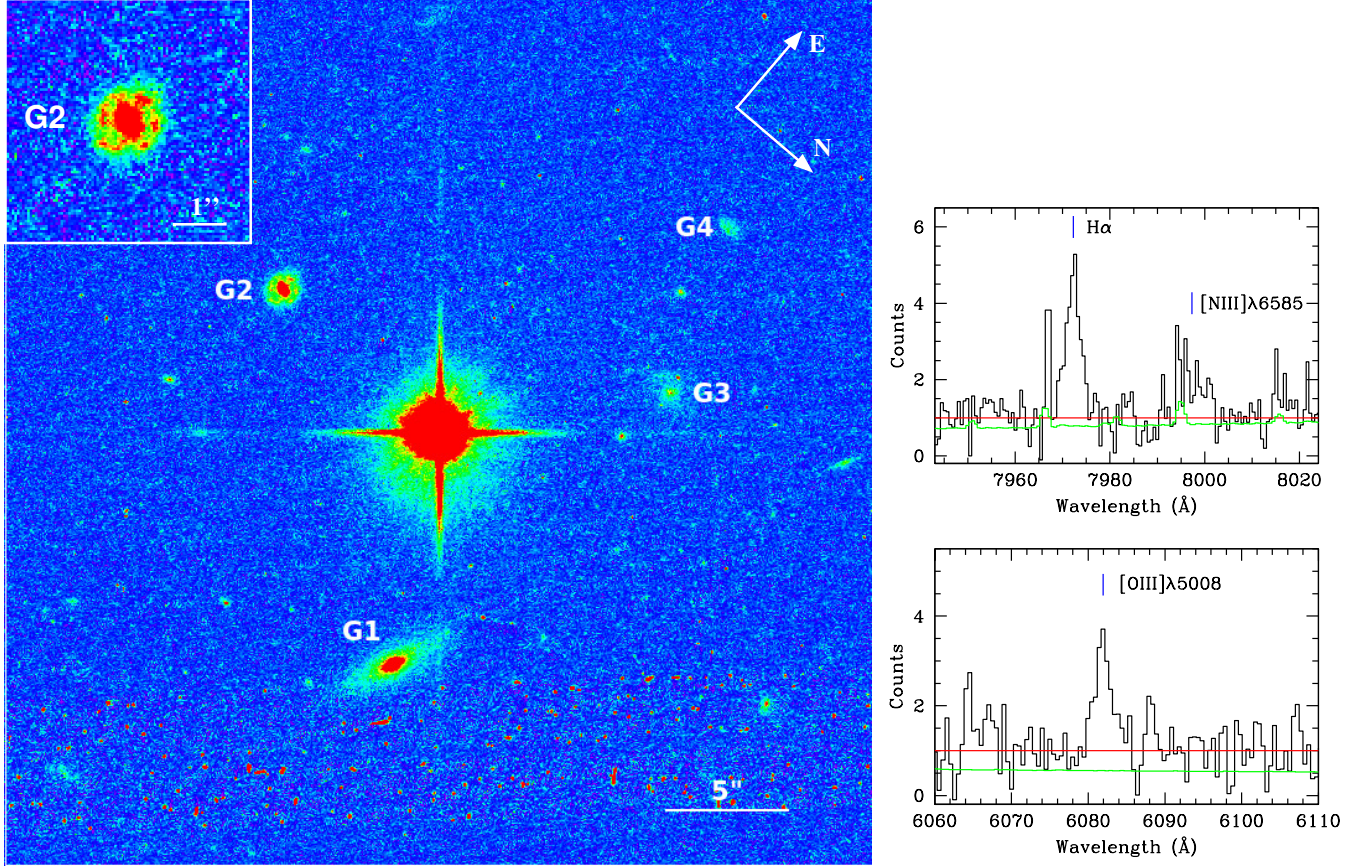 G2
1’’
E
N
G4
G2
G3
G1
5"
6
4
2
0
Counts
Hα
[NIII]λ6585
7960
7980
8000
8020
Wavelength (Å)
4
2
0
Counts
[OIII]λ5008
6060
6070
6080
6090
6100
6110
Wavelength (Å)